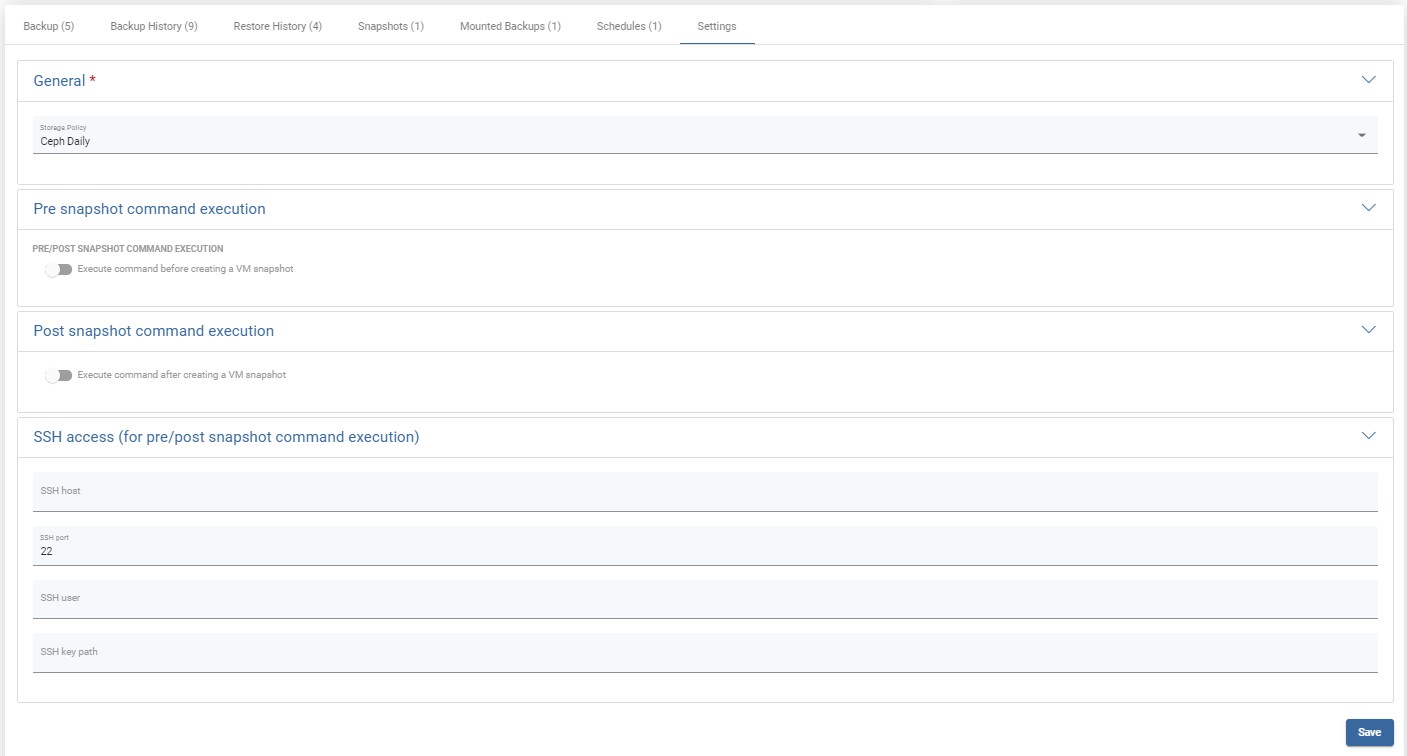 Backup (5) Backup History (9) Restore History (4) Snapshots (1) Mounted Backups (1) Schedules (1) Settings
General *
Storage Policy
Ceph Daily
Pre snapshot command execution
PRE/POST SNAPSHOT COMMAND EXECUTION
Execute command before creating a VM snapshot
Post snapshot command execution
Execute command after creating a VM snapshot
SSH access (for pre/post snapshot command execution)
SSH host
SSH port
22
SSH user
SSH key path
Save